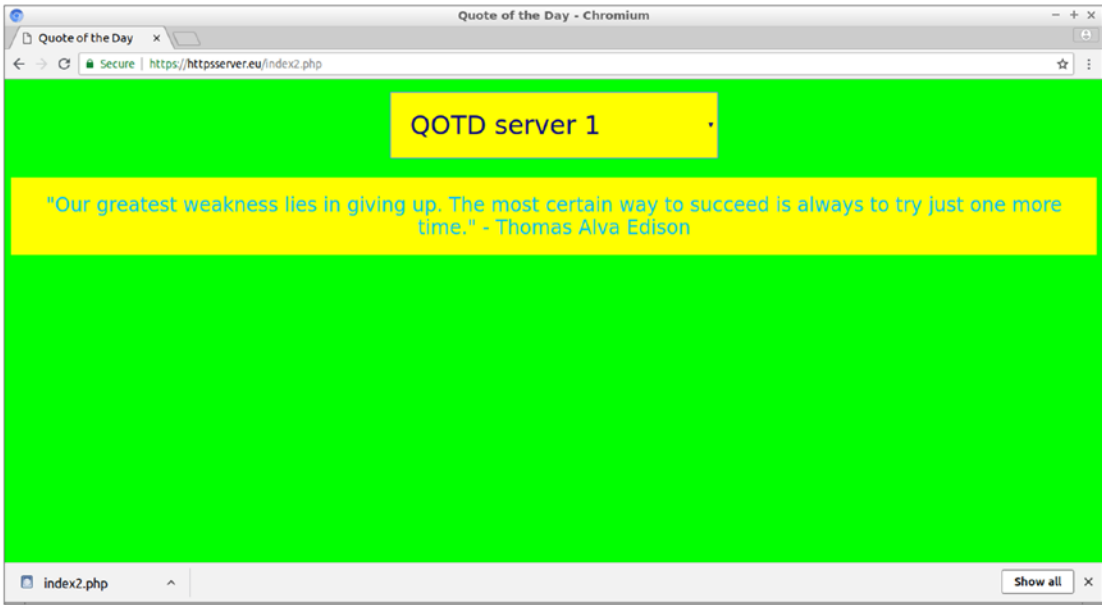 Quote of the Day - Chromium
Quote of the Day
Secure | https://httpsserver.eu/index2.php
QOTD server 1
"Our greatest weakness lies in giving up. The most certain way to succeed is always to try just one more
time." - Thomas Alva Edison
index2.php
Show all